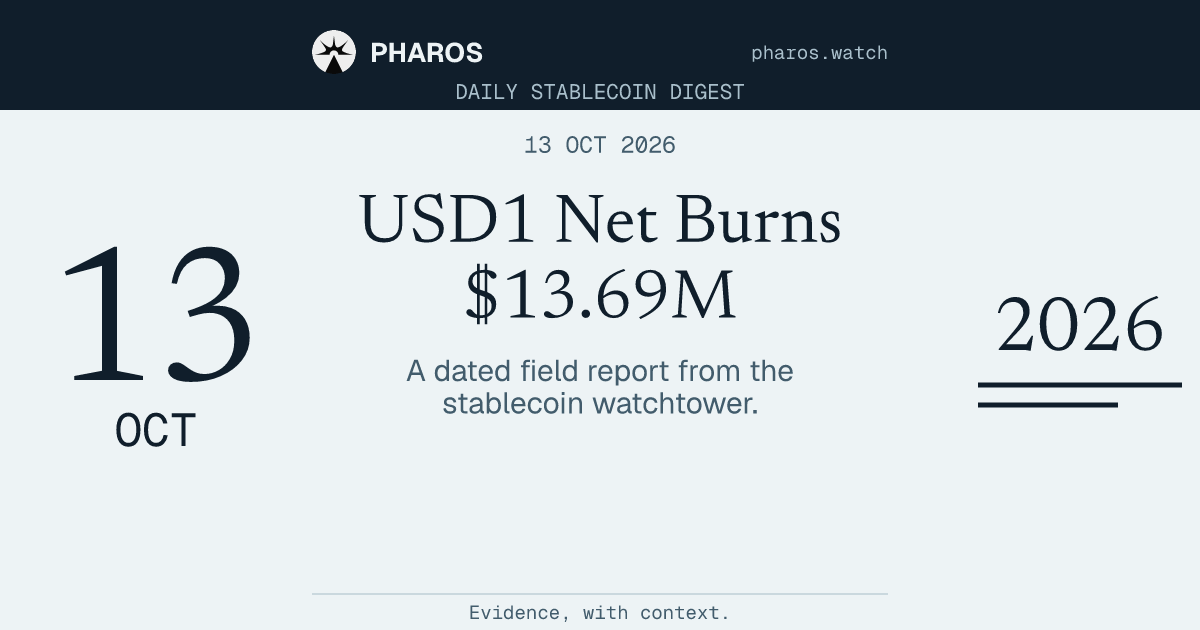 PHAROS
pharos.watch
DAILY STABLECOIN DIGEST
13 OCT 2026
USD1 Net Burns
$13.69M
A dated field report from the
stablecoin watchtower.
13
OCT
2026
Evidence, with context.